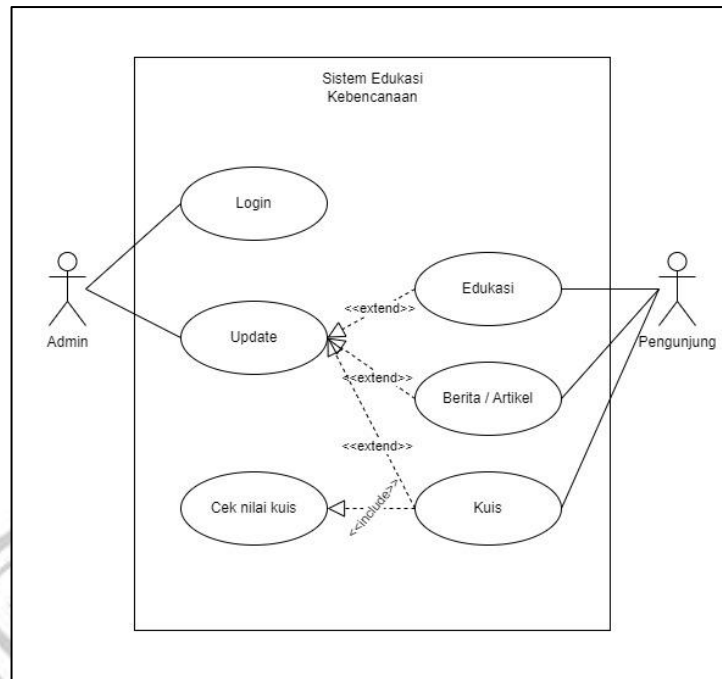 Sistem Edukasi
Kebencanaan
Login
Edukasi
<<extend>>
Admin
Update
Pengunjung
<<extend>>
Berita / Artikel
<<extend>>
Cek nilai kuis
<<include>>
Kuis